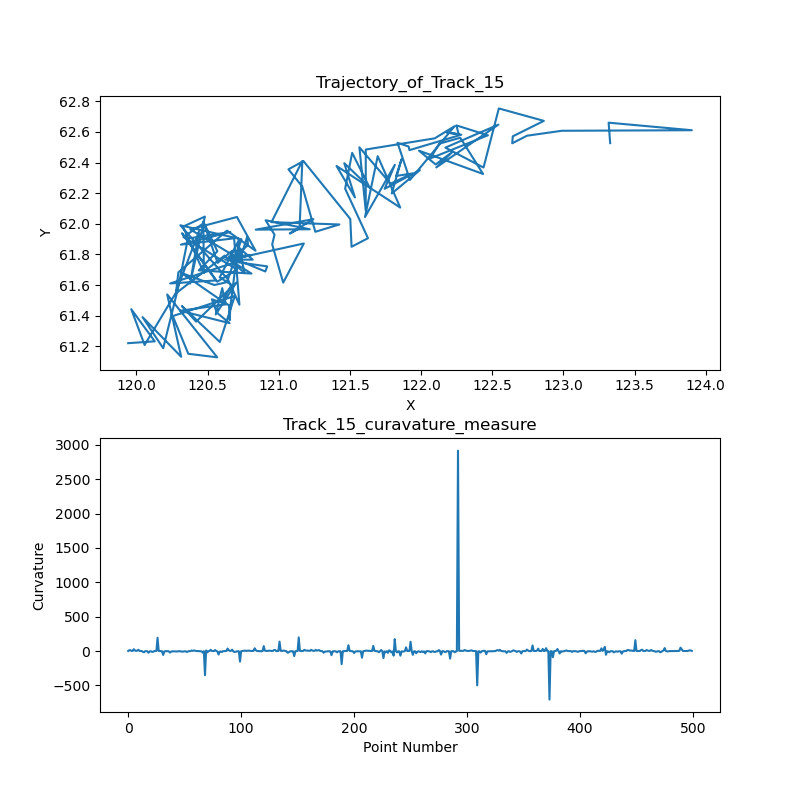 Trajectory_of_Track_15
62.8
62.6
62.4
62.2
62.0
61.8
61.6
61.4
61.2
Y
120.0 120.5 121.0 121.5 122.0 122.5 123.0 123.5 124.0
X
Track_15_curavature_measure
3000
2500
2000
1500
1000
500
0
−500
Curvature
0 100 200 300 400 500
Point Number